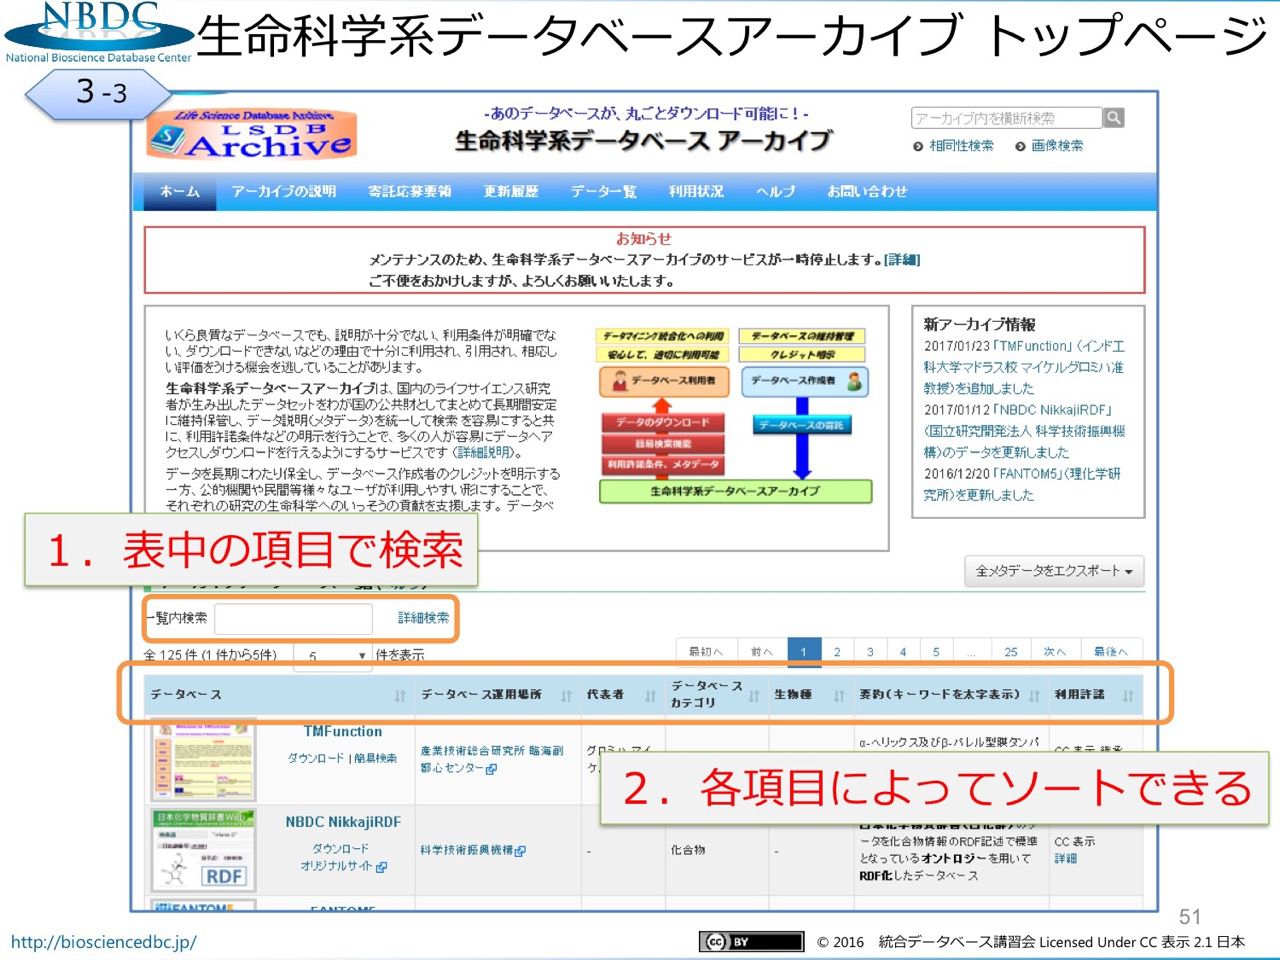 NBDC
National Bioscience Database Center
生命科学系データベースアーカイブ トップページ
3-3
Life Science Database Archive
LSDB
Archive
-あのデータベースが、丸ごとダウンロード可能に!-
生命科学系データベース アーカイブ
アーカイブ内を横断検索
相同性検索 画像検索
ホーム アーカイブの説明 寄託応募要領 更新履歴 データ一覧 利用状況 ヘルプ お問い合わせ
お知らせ
メンテナンスのため、生命科学系データベースアーカイブのサービスが一時停止します。[詳細]
ご不便をおかけしますが、よろしくお願いいたします。
いくら良質なデータベースでも、説明が十分でない、利用条件が明確でな
い、ダウンロードできないなどの理由で十分に利用され、引用され、相応し
い評価をうける機会を逃していることがあります。
生命科学系データベースアーカイブは、国内のライフサイエンス研究
者が生み出したデータセットをわが国の公共財としてまとめて長期間安定
に維持保管し、データ説明(メタデータ)を統一して検索を容易にすると共
に、利用許諾条件などの明示を行うことで、多くの人が容易にデータへア
クセスしダウンロードを行えるようにするサービスです(詳細説明)。
データを長期にわたり保全し、データベース作成者のクレジットを明示する
一方、公的機関や民間等様々なユーザが利用しやすい形にすることで、
それぞれの研究の生命科学へのいっそうの貢献を支援します。データベ
データマイニング統合化への利用 データベースの維持管理
安心して、適切に利用可能 クレジット明示
データベース利用者 データベース作成者
データのダウンロード
簡易検索機能
利用許諾条件、メタデータ
データベースの寄託
生命科学系データベースアーカイブ
新アーカイブ情報
2017/01/23「TMFunction」(インド工
科大学マドラス校 マイケルグロミハ准
教授)を追加しました
2017/01/12「NBDC NikkajiRDF」
(国立研究開発法人 科学技術振興機
構)のデータを更新しました
2016/12/20「FANTOM5」(理化学研
究所)を更新しました
1. 表中の項目で検索
全メタデータをエクスポート
一覧内検索 詳細検索
全 125 件 (1 件から5件) 5 件を表示
最初へ 前へ 1 2 3 4 5 ... 25 次へ 最後へ
データベース データベース運用場所 代表者 データベースカテゴリ 生物種 要約(キーワードを太字表示) 利用許諾
TMFunction
ダウンロード | 簡易検索
産業技術総合研究所 臨海副
都心センター
α-ヘリックス及びβ-バレル型膜タンパ
2. 各項目によってソートできる
日本化学物質辞書Web
RDF
NBDC NikkajiRDF
ダウンロード
オリジナルサイト
科学技術振興機構
-
化合物
-
ータを化合物情報のRDF記述で標準
となっているオントロジーを用いて
RDF化したデータベース
CC 表示
詳細
FANTOM5
51
http://biosciencedbc.jp/
cc BY
© 2016 統合データベース講習会 Licensed Under CC 表示 2.1 日本